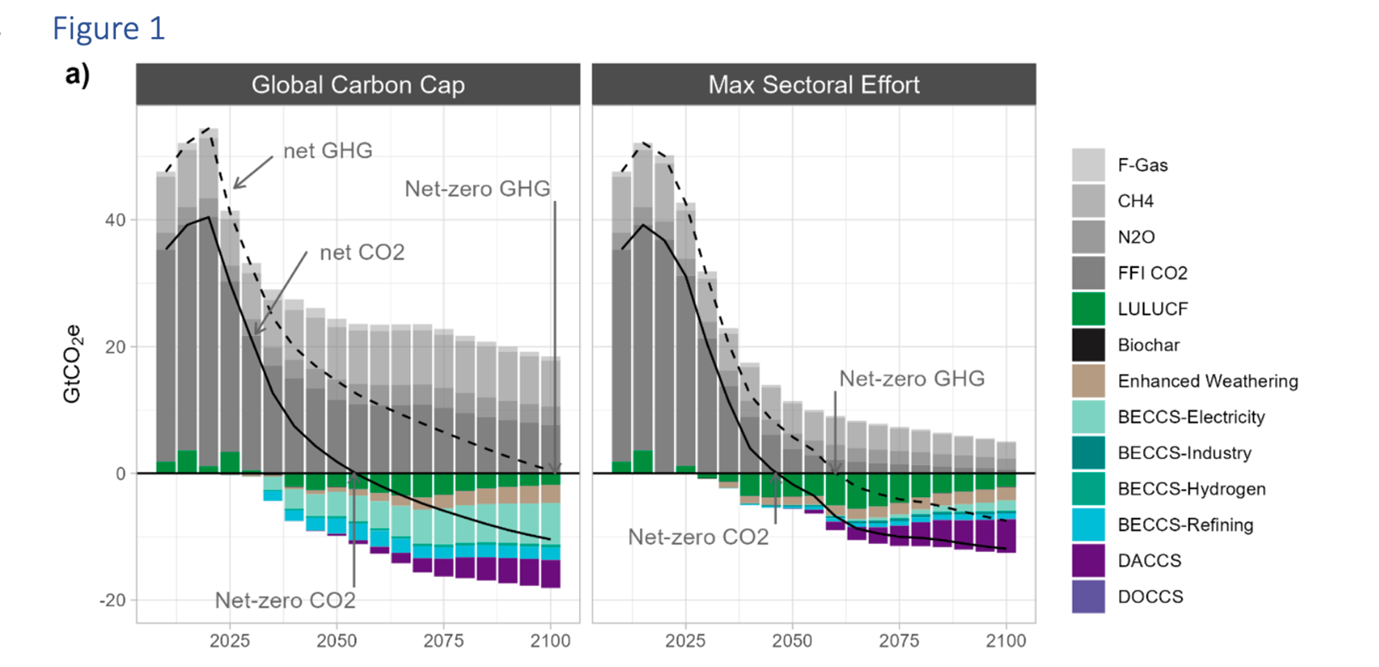 Figure 1
a)
Global Carbon Cap
Max Sectoral Effort
net GHG
Net-zero GHG
net CO2
Net-zero CO2
Net-zero GHG
Net-zero CO2
GtCO₂e
40
20
0
-20
2025 2050 2075 2100
2025 2050 2075 2100
F-Gas
CH4
N2O
FFI CO2
LULUCF
Biochar
Enhanced Weathering
BECCS-Electricity
BECCS-Industry
BECCS-Hydrogen
BECCS-Refining
DACCS
DOCCS